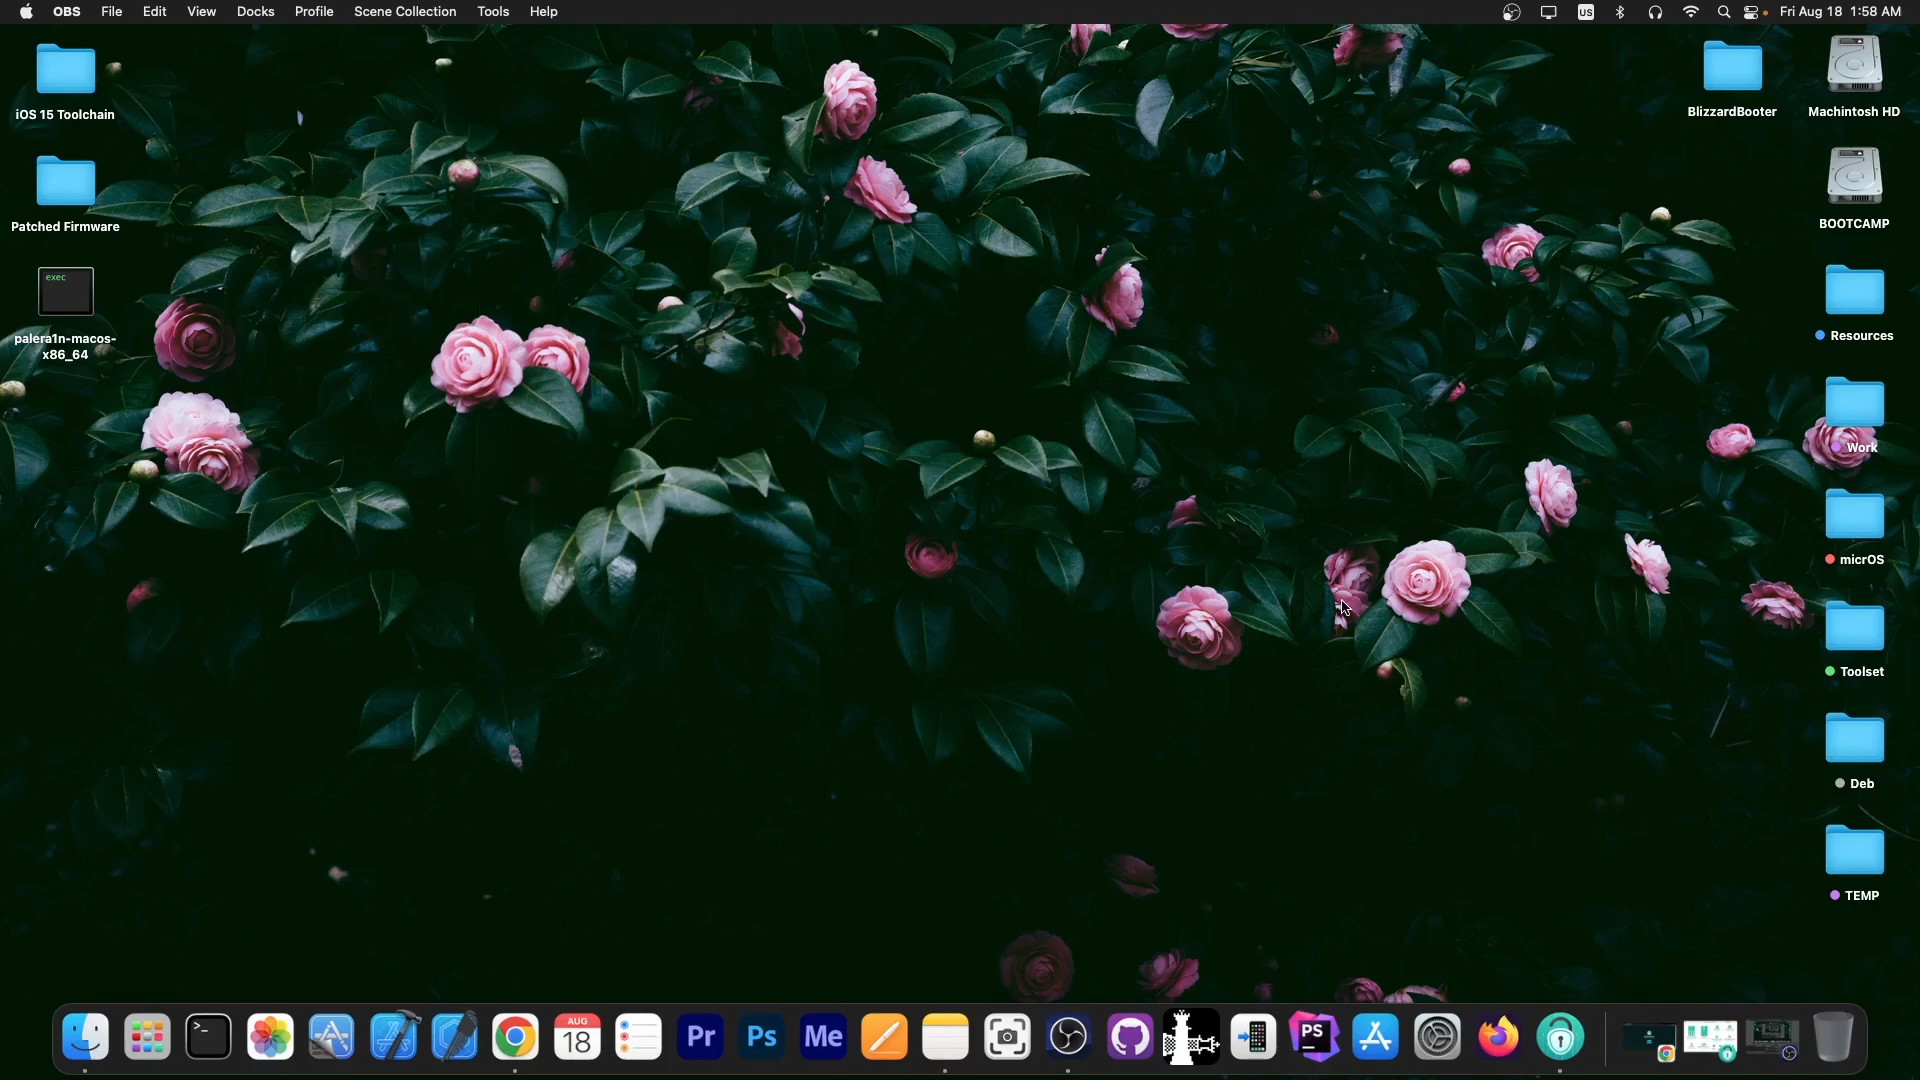 OBS File Edit View Docks Profile Scene Collection Tools Help
US
Fri Aug 18 1:58 AM
iOS 15 Toolchain
Patched Firmware
exec
palera1n-macos-
x86_64
BlizzardBooter
Machintosh HD
BOOTCAMP
Resources
Work
micrOS
Toolset
Deb
TEMP
>_
AUG
18
Pr
Ps
Me
PS